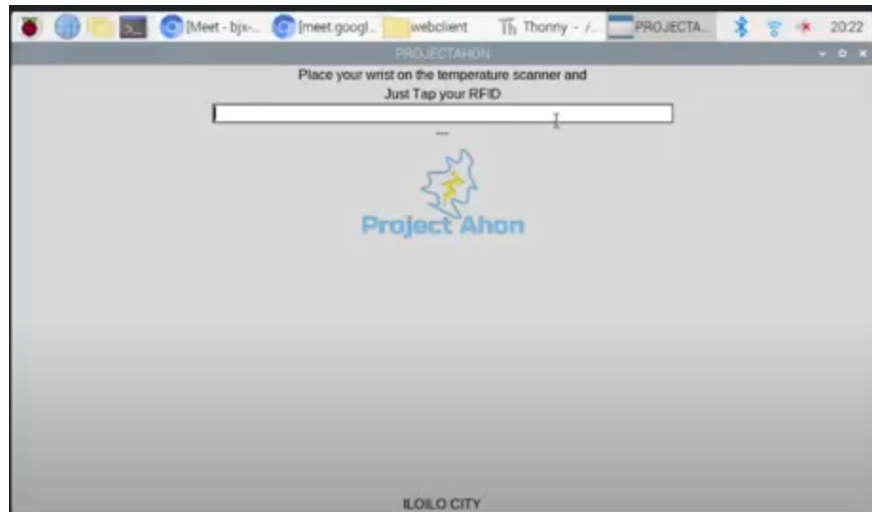 [Meet - bjx-... [meet.googl... webclient Thonny - /... PROJECTA... 20:22
PROJECTAHON
Place your wrist on the temperature scanner and
Just Tap your RFID
---
Project Ahon
ILOILO CITY